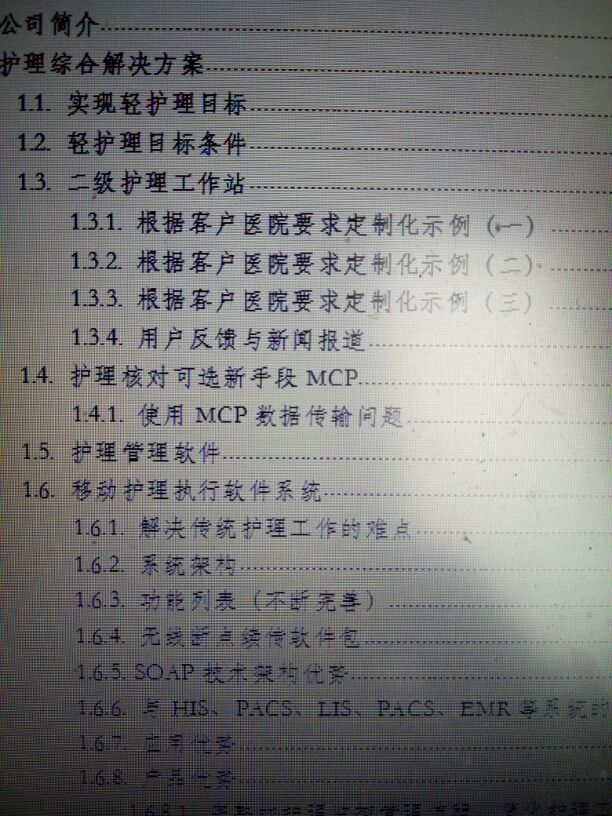 公司简介
护理综合解决方案
1.1. 实现轻护理目标
1.2. 轻护理目标条件
1.3. 二级护理工作站
1.3.1. 根据客户医院要求定制化示例（一）
1.3.2. 根据客户医院要求定制化示例（二）
1.3.3. 根据客户医院要求定制化示例（三）
1.3.4. 用户反馈与新闻报道
1.4. 护理核对可选新手段 MCP
1.4.1. 使用 MCP 数据传输问题
1.5. 护理管理软件
1.6. 移动护理执行软件系统
1.6.1. 解决传统护理工作的难点
1.6.2. 系统架构
1.6.3. 功能列表（不断完善）
1.6.4. 无线断点续传软件包
1.6.5. SOAP 技术架构优势
1.6.6. 与 HIS、PACS、LIS、PACS、EMR 等系统的
1.6.7. 应用优势
1.6.8. 产品优势
1.6.8.1.